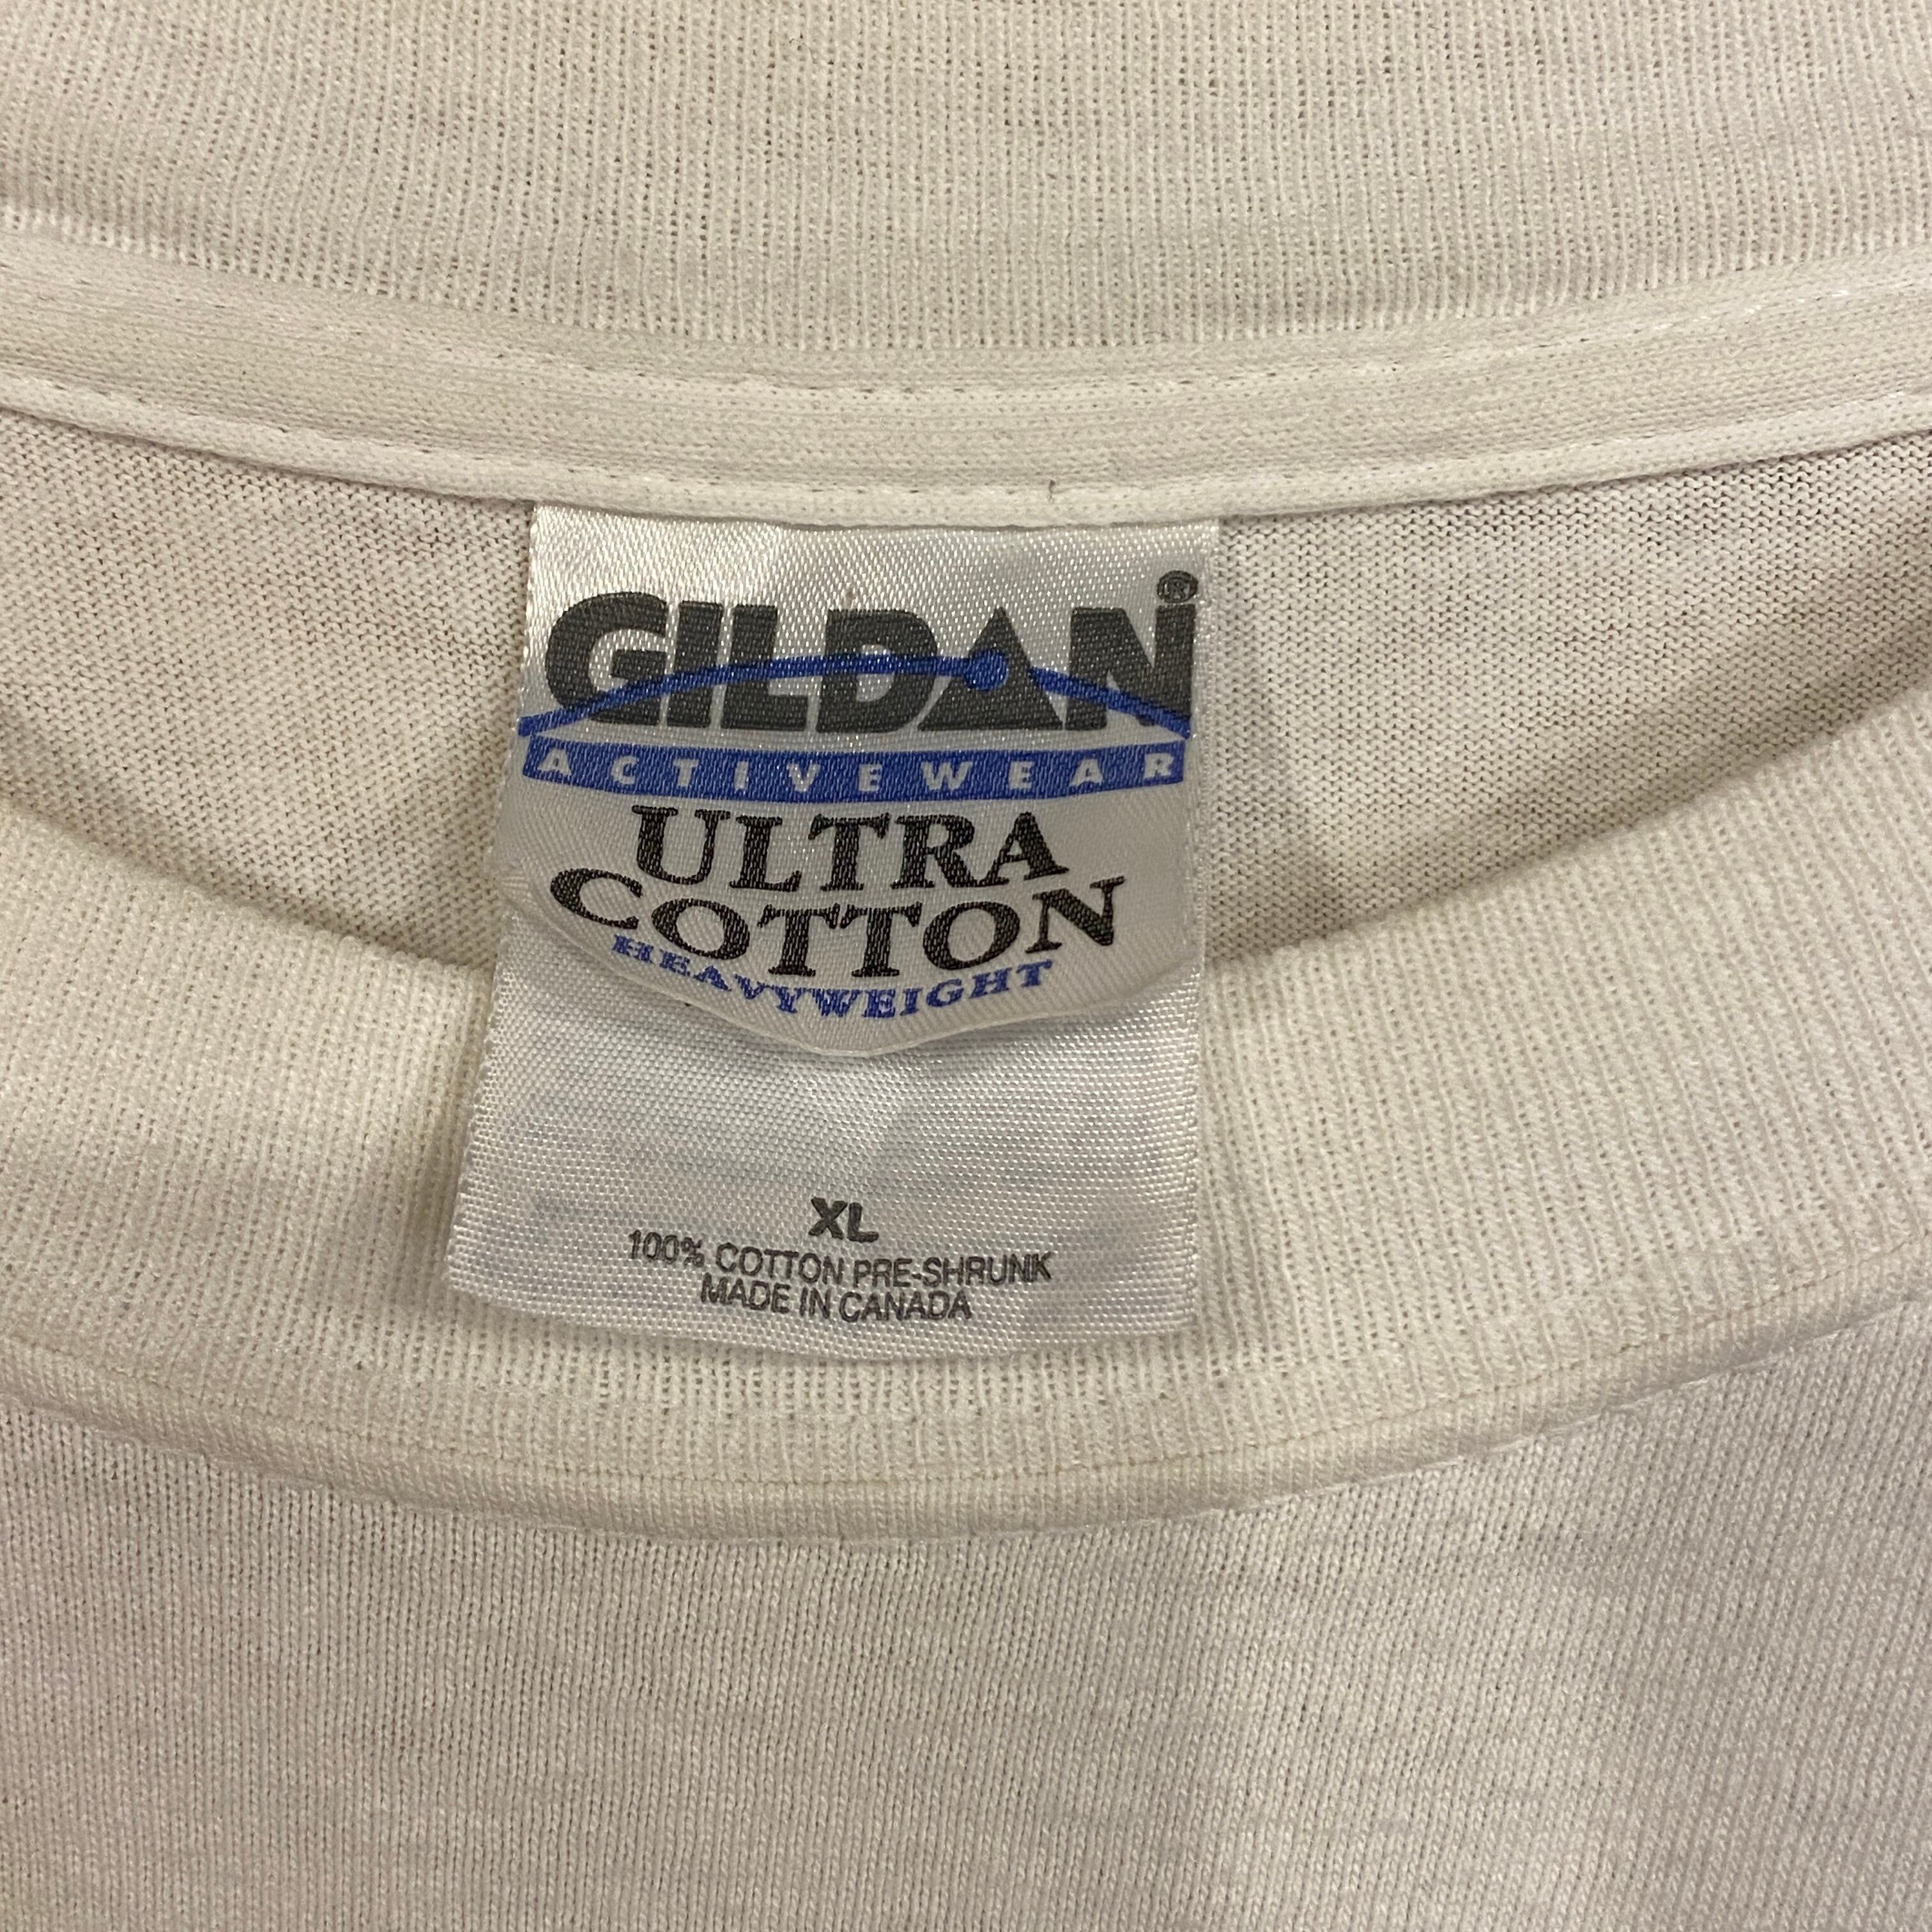 GILDAN®
ACTIVEWEAR
ULTRA
COTTON
HEAVYWEIGHT
XL
100% COTTON PRE-SHRUNK
MADE IN CANADA